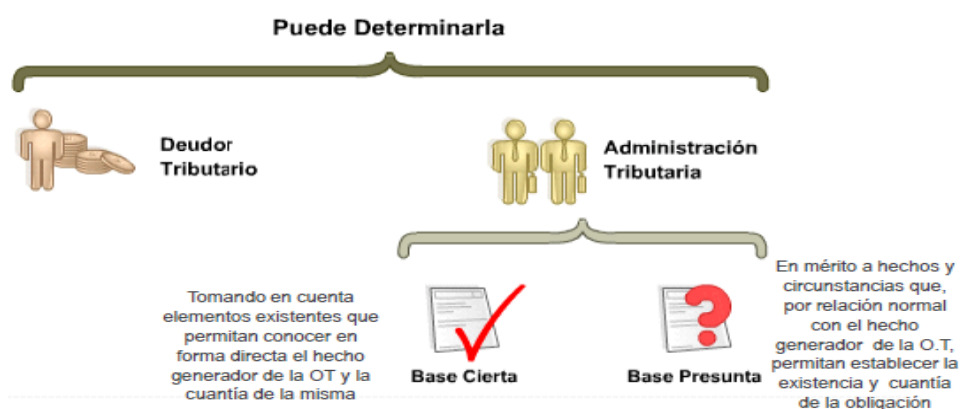 Puede Determinarla
Deudor
Tributario
Administración
Tributaria
Tomando en cuenta
elementos existentes que
permitan conocer en
forma directa el hecho
generador de la OT y la
cuantía de la misma
Base Cierta
Base Presunta
En mérito a hechos y
circunstancias que,
por relación normal
con el hecho
generador de la O.T,
permitan establecer la
existencia y cuantía
de la obligación